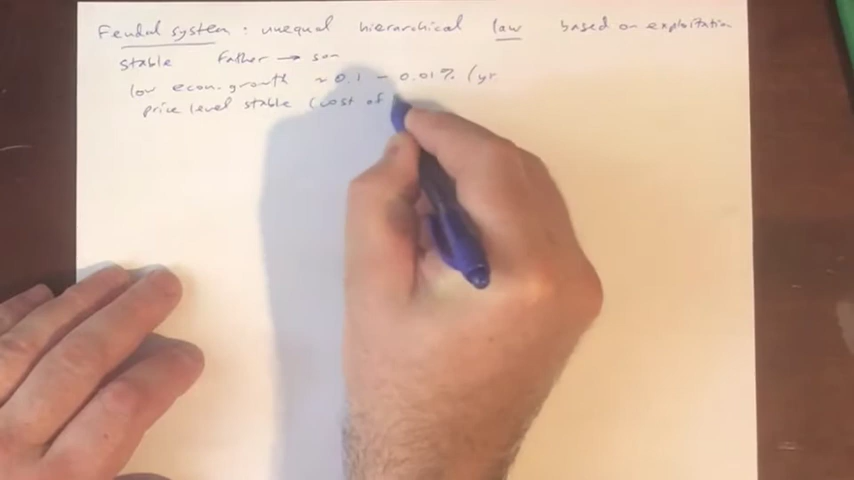 Feudal system : unequal hierarchical law based on exploitation
stable Father → son
low econ. growth ~ 0.1 - 0.01% / yr
price level stable (cost of